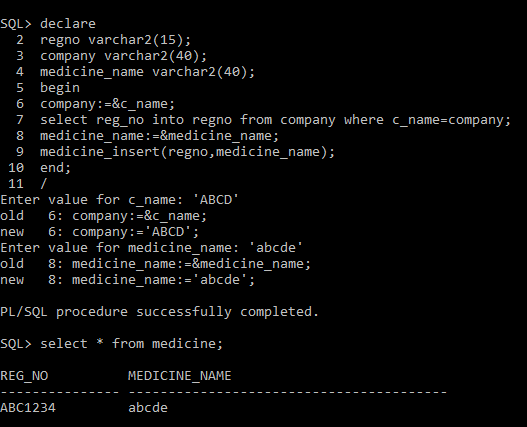 SQL> declare
  2  regno varchar2(15);
  3  company varchar2(40);
  4  medicine_name varchar2(40);
  5  begin
  6  company:=&c_name;
  7  select reg_no into regno from company where c_name=company;
  8  medicine_name:=&medicine_name;
  9  medicine_insert(regno,medicine_name);
 10  end;
 11  /
Enter value for c_name: 'ABCD'
old   6: company:=&c_name;
new   6: company:='ABCD';
Enter value for medicine_name: 'abcde'
old   8: medicine_name:=&medicine_name;
new   8: medicine_name:='abcde';
PL/SQL procedure successfully completed.
SQL> select * from medicine;
REG_NO          MEDICINE_NAME
--------------- ----------------------------------------
ABC1234         abcde